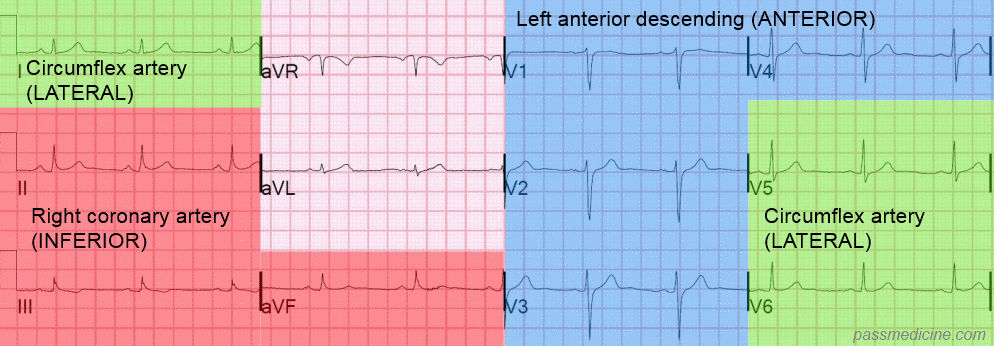 Left anterior descending (ANTERIOR)
I
aVR
V1
V4
Circumflex artery
(LATERAL)
II
aVL
V2
V5
Right coronary artery
(INFERIOR)
Circumflex artery
(LATERAL)
III
aVF
V3
V6
passmedicine.com